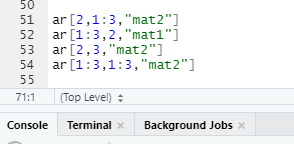 50
51 ar[2,1:3,"mat2"]
52 ar[1:3,2,"mat1"]
53 ar[2,3,"mat2"]
54 ar[1:3,1:3,"mat2"]
55
71:1 (Top Level)
Console Terminal × Background Jobs ×